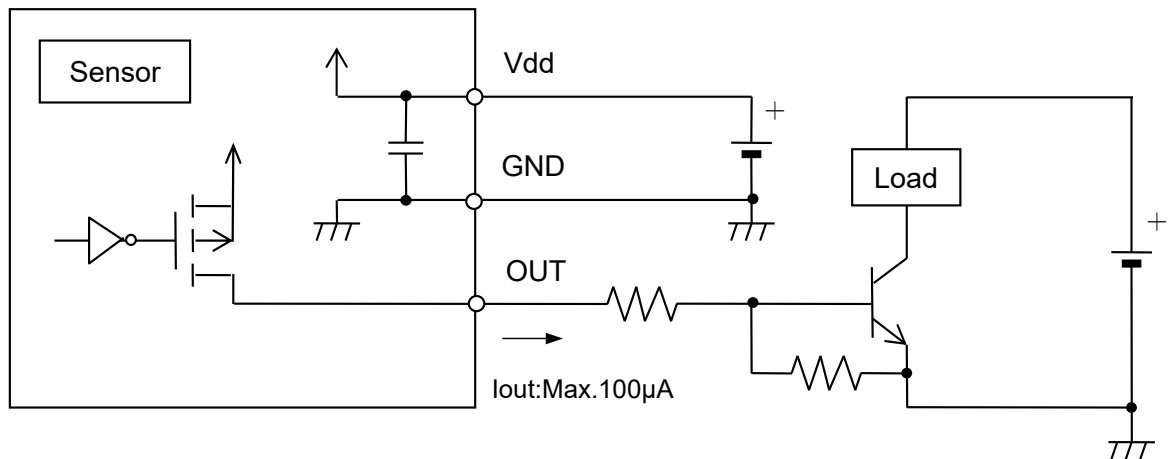 Sensor
Vdd
+
GND
Load
+
OUT
Iout:Max.100μA